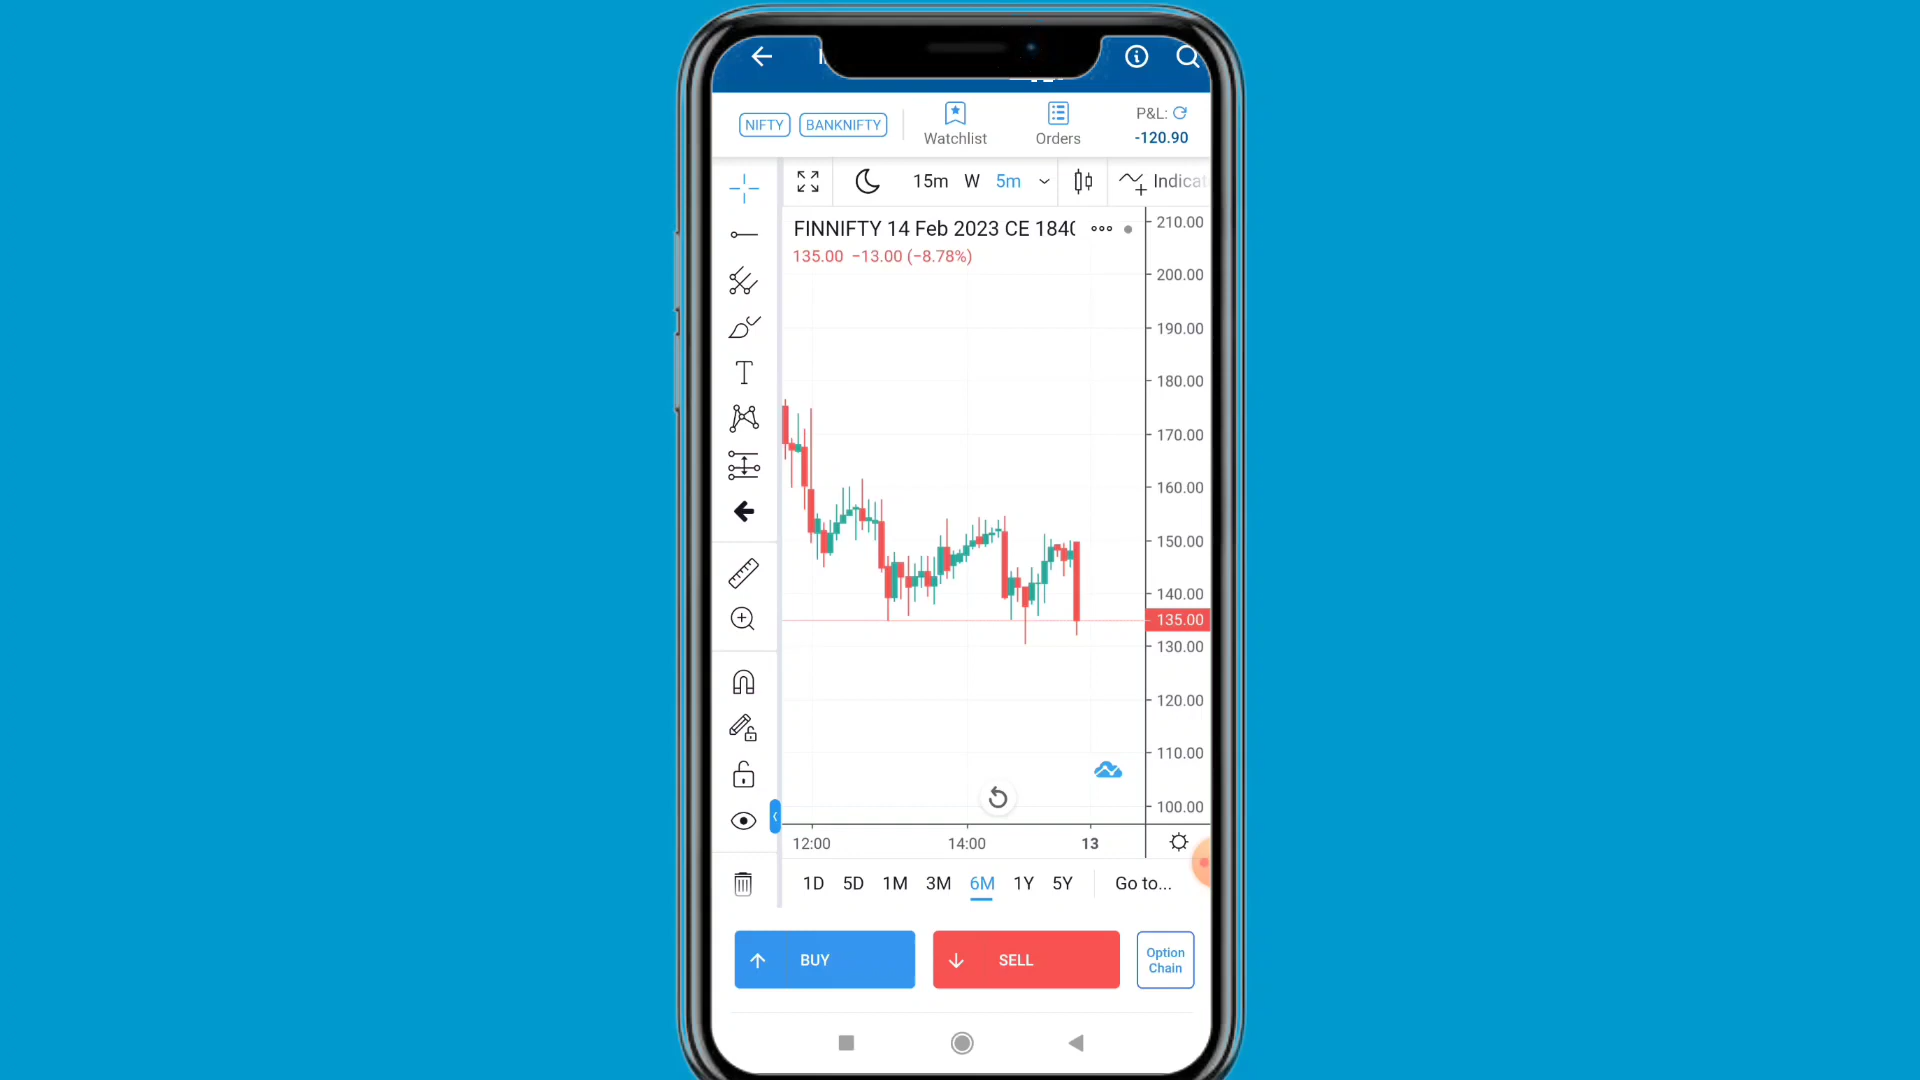 NIFTY BANKNIFTY Watchlist Orders P&L: -120.90
15m W 5m
FINNIFTY 14 Feb 2023 CE
135.00 −13.00 (−8.78%)
210.00
200.00
190.00
180.00
170.00
160.00
150.00
140.00
135.00
130.00
120.00
110.00
100.00
12:00 14:00 13
1D 5D 1M 3M 6M 1Y 5Y Go to...
BUY SELL Option Chain